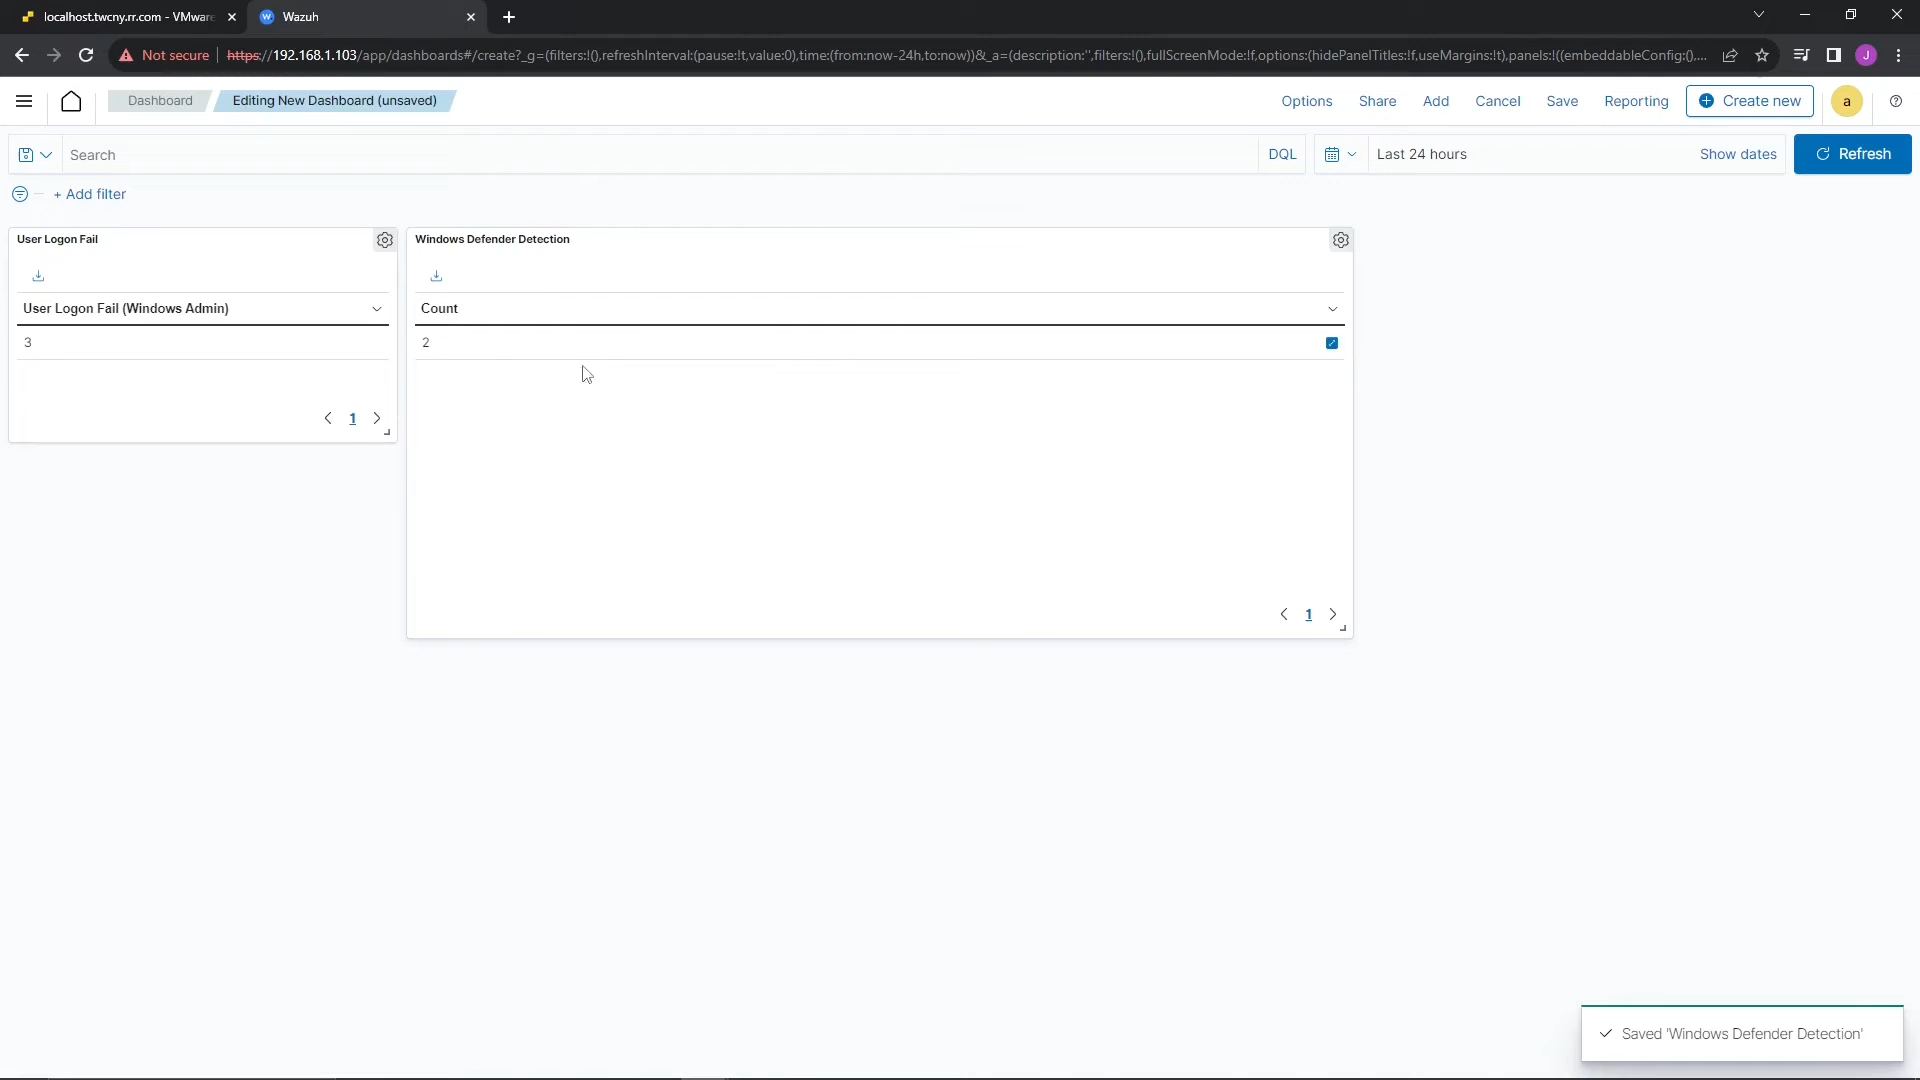 localhost.twcny.rr.com - VMware
Wazuh
Not secure
https://192.168.1.103/app/dashboards#/create?_g=(filters:!(),refreshInterval:(pause:!t,value:0),time:(from:now-24h,to:now))&_a=(description:'',filters:!(),fullScreenMode:!f,options:(hidePanelTitles:!f,useMargins:!t),panels:!((embeddableConfig:(),...
J
Dashboard
Editing New Dashboard (unsaved)
Options
Share
Add
Cancel
Save
Reporting
Create new
a
Search
DQL
Last 24 hours
Show dates
Refresh
+ Add filter
User Logon Fail
User Logon Fail (Windows Admin)
3
1
Windows Defender Detection
Count
2
1
Saved 'Windows Defender Detection'